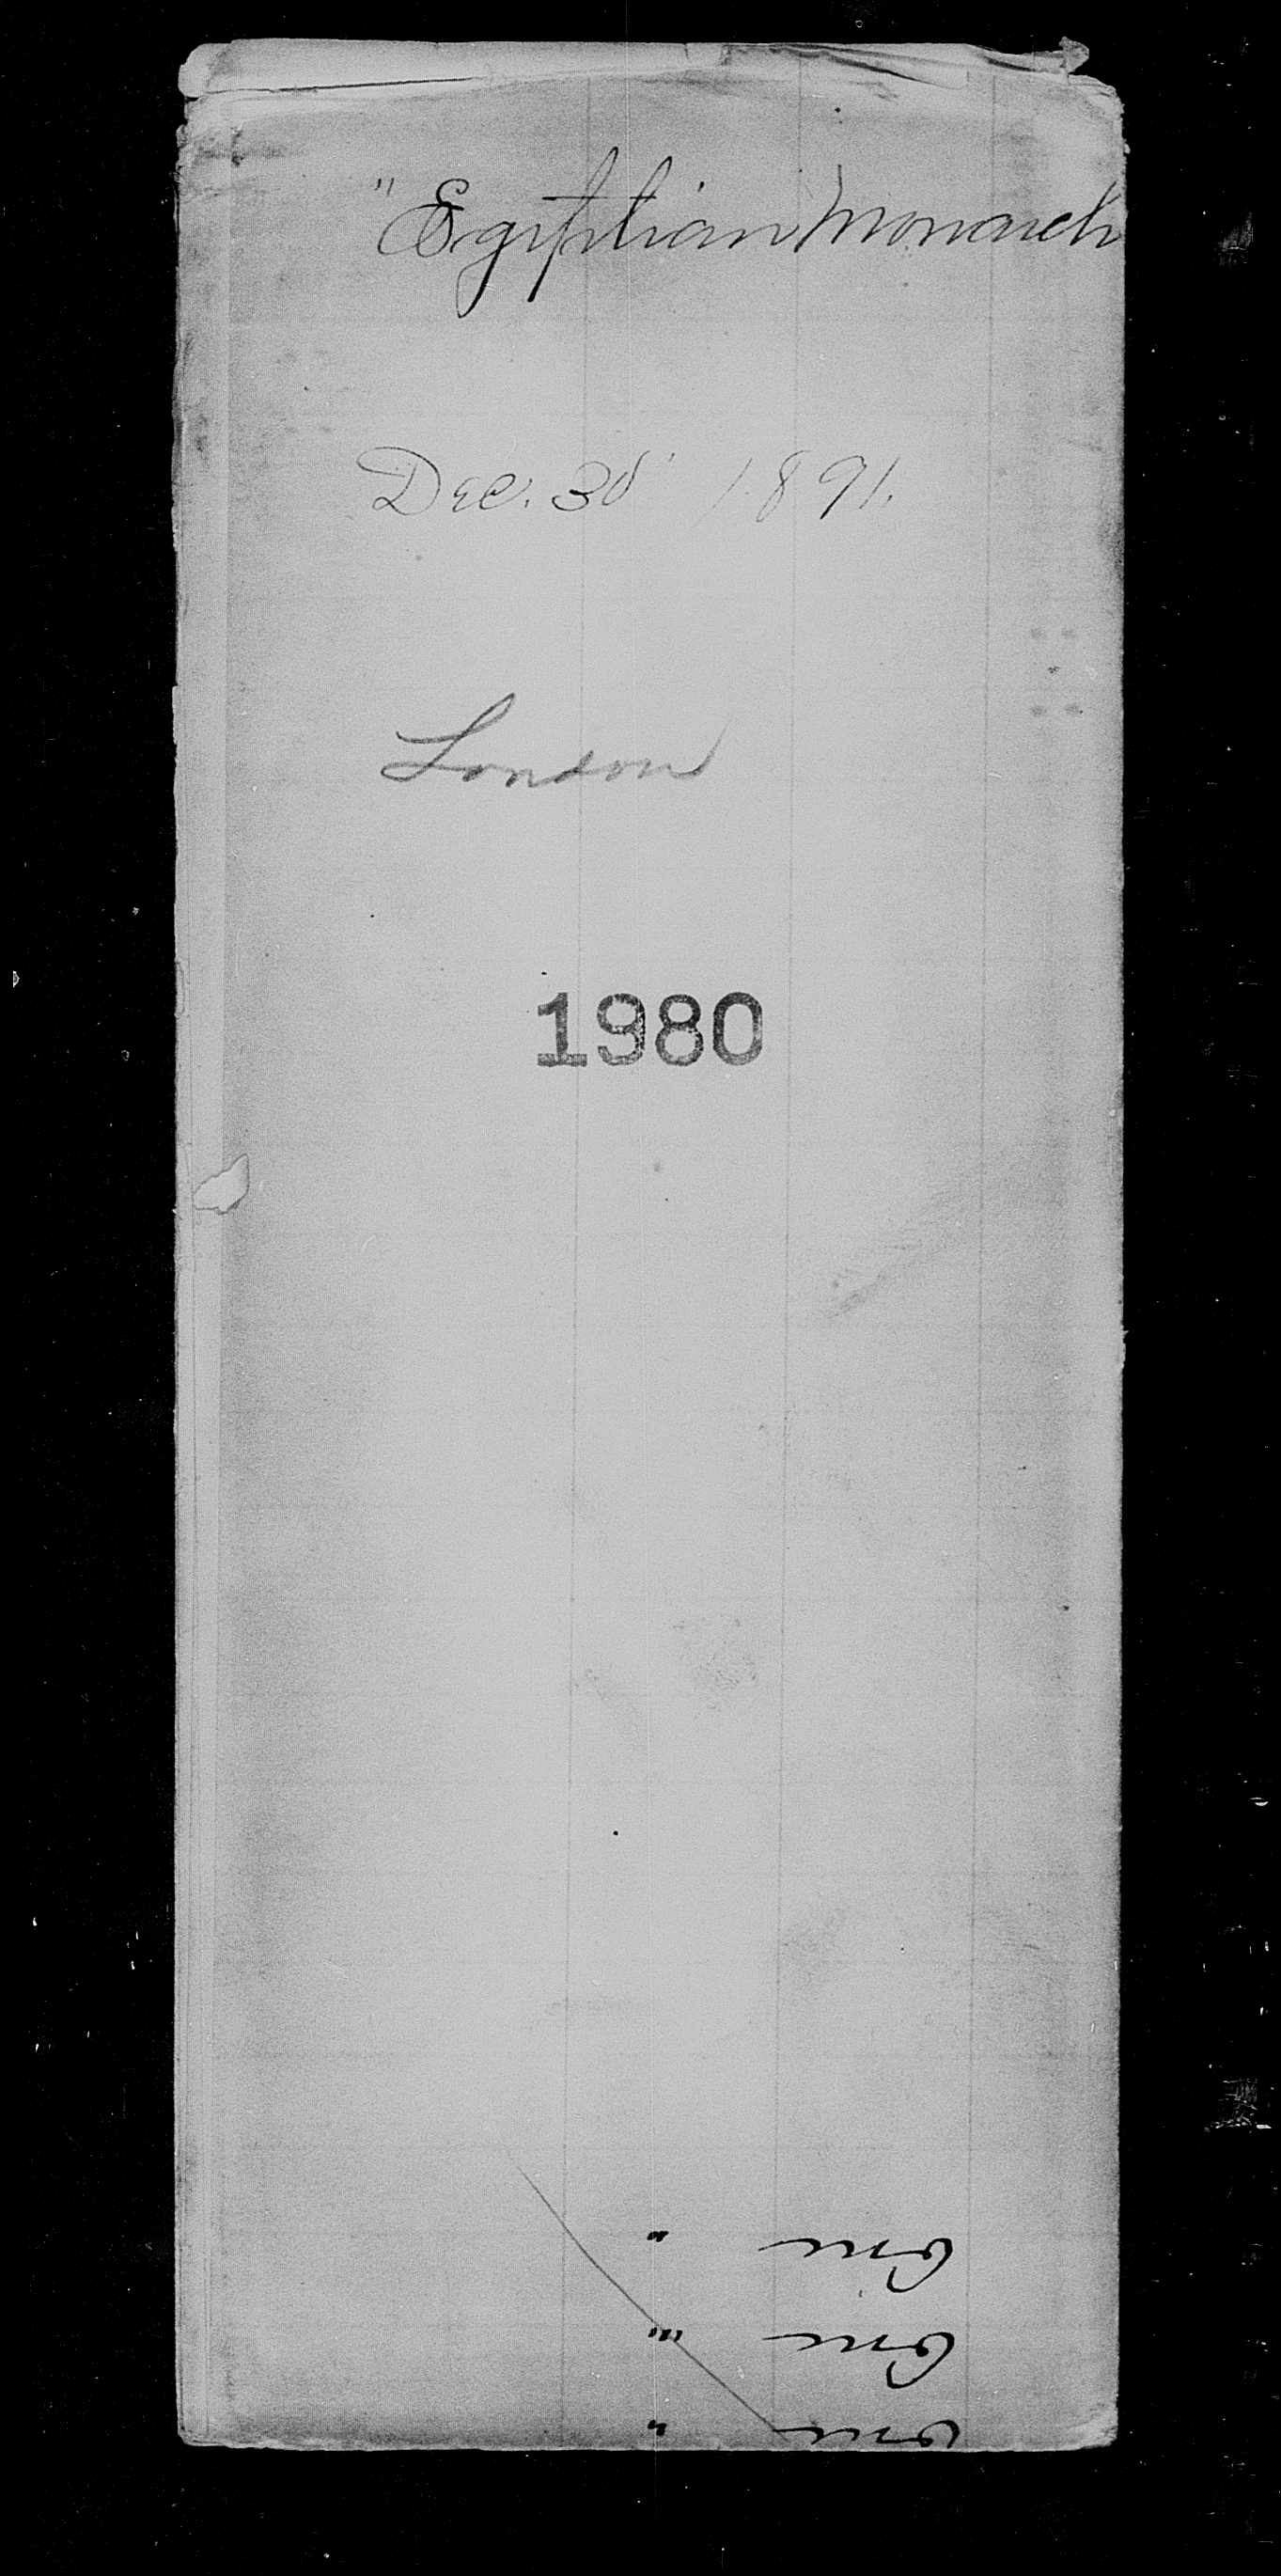 "Egyptian Monarch
Dec. 30' 1891.
London
1980
One "
One "
One "